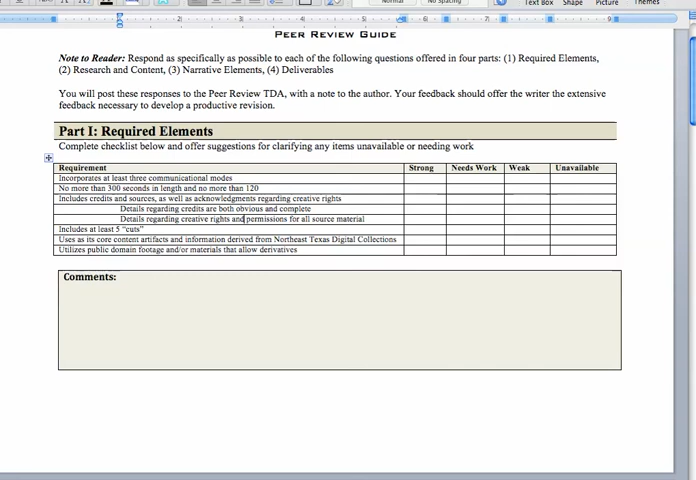 Normal
No Spacing
Text Box Shape Picture Themes
2 3 4 6 7 8 9
PEER REVIEW GUIDE
Note to Reader: Respond as specifically as possible to each of the following questions offered in four parts: (1) Required Elements,
(2) Research and Content, (3) Narrative Elements, (4) Deliverables
You will post these responses to the Peer Review TDA, with a note to the author. Your feedback should offer the writer the extensive
feedback necessary to develop a productive revision.
Part I: Required Elements
Complete checklist below and offer suggestions for clarifying any items unavailable or needing work
Requirement Strong Needs Work Weak Unavailable
Incorporates at least three communicational modes
No more than 300 seconds in length and no more than 120
Includes credits and sources, as well as acknowledgments regarding creative rights
Details regarding credits are both obvious and complete
Details regarding creative rights and permissions for all source material
Includes at least 5 “cuts”
Uses as its core content artifacts and information derived from Northeast Texas Digital Collections
Utilizes public domain footage and/or materials that allow derivatives
Comments: